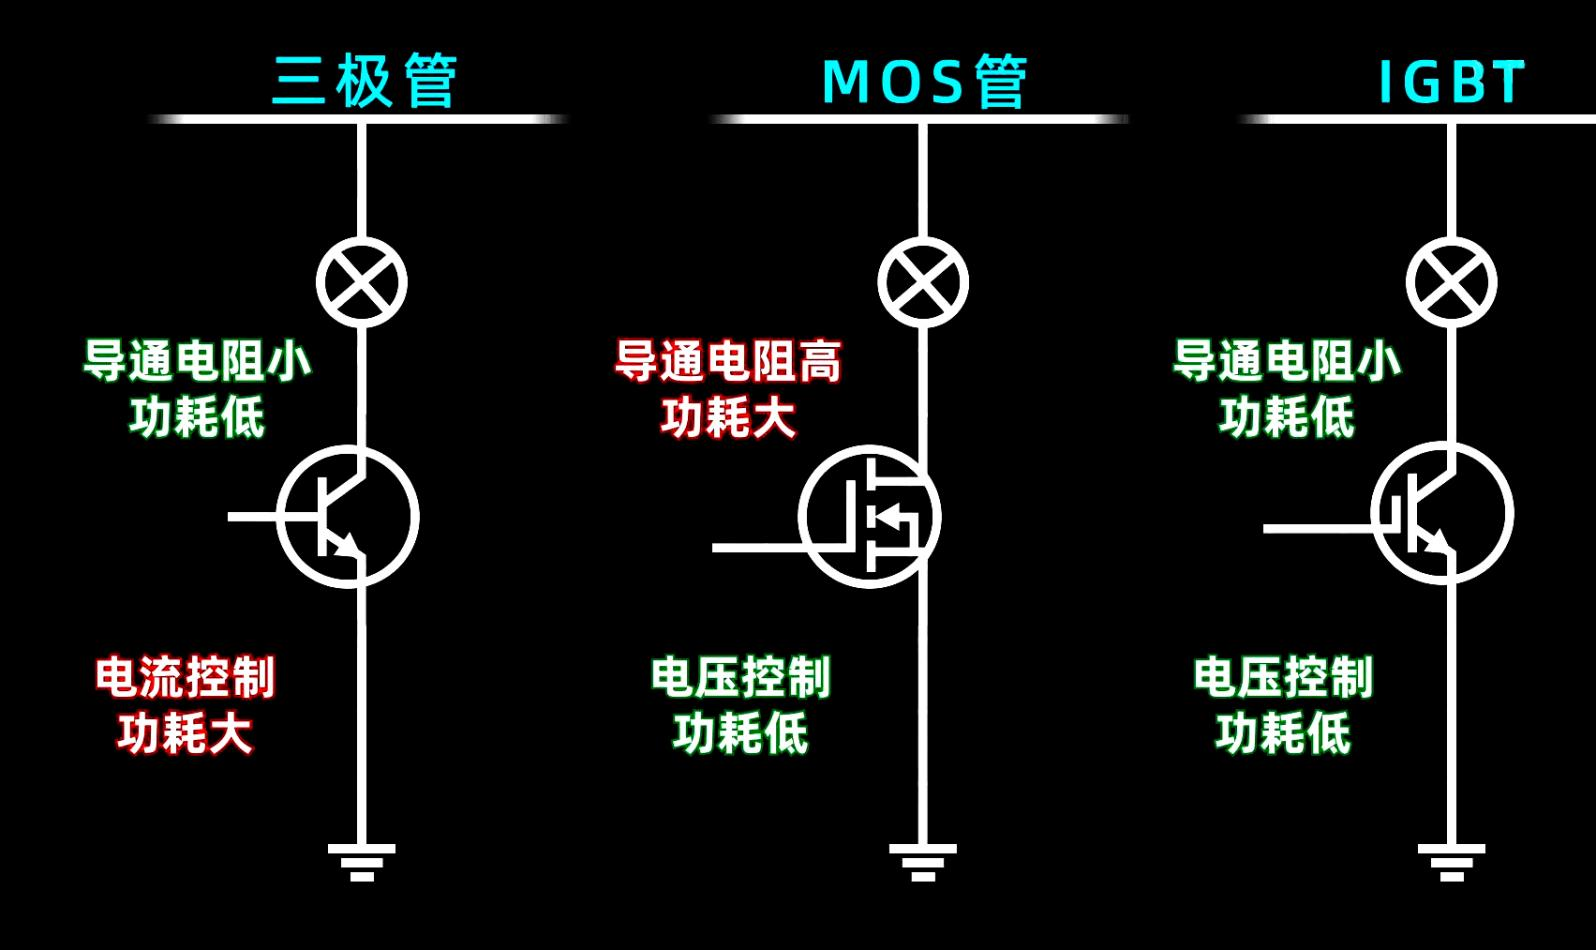 三极管
MOS管
IGBT
导通电阻小
功耗低
导通电阻高
功耗大
导通电阻小
功耗低
电流控制
功耗大
电压控制
功耗低
电压控制
功耗低